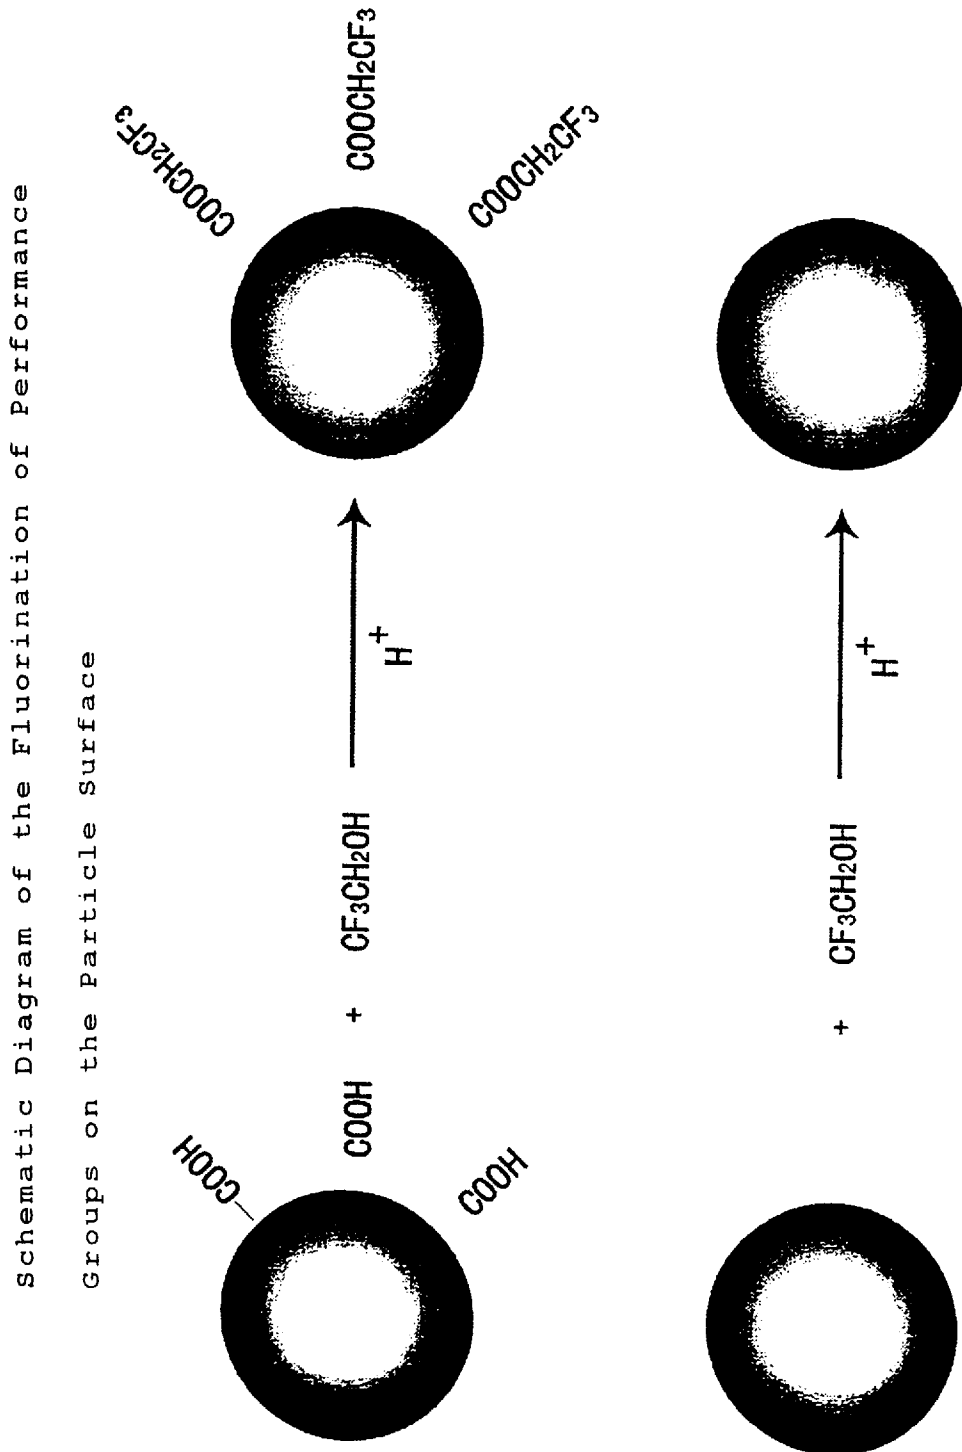 Schematic Diagram of the Fluorination of Performance
Groups on the Particle Surface
COOH
COOH + CF₃CH₂OH
COOH
H⁺
COOCH₂CF₃
COOCH₂CF₃
COOCH₂CF₃
+ CF₃CH₂OH
H⁺